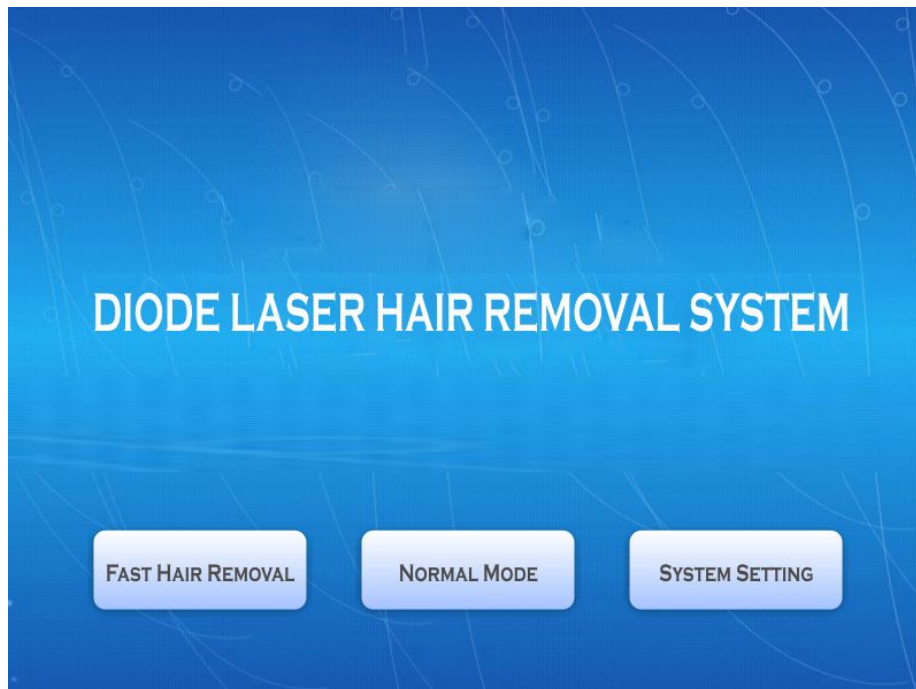 DIODE LASER HAIR REMOVAL SYSTEM
FAST HAIR REMOVAL
NORMAL MODE
SYSTEM SETTING